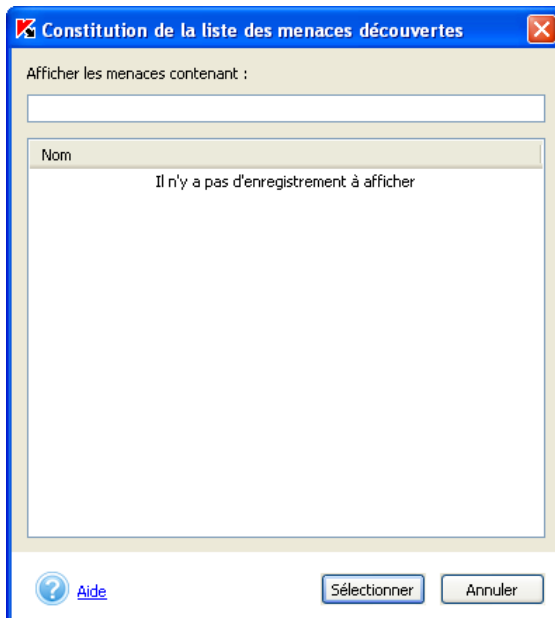 Constitution de la liste des menaces découvertes
Afficher les menaces contenant :
Nom
Il n'y a pas d'enregistrement à afficher
Aide
Sélectionner
Annuler